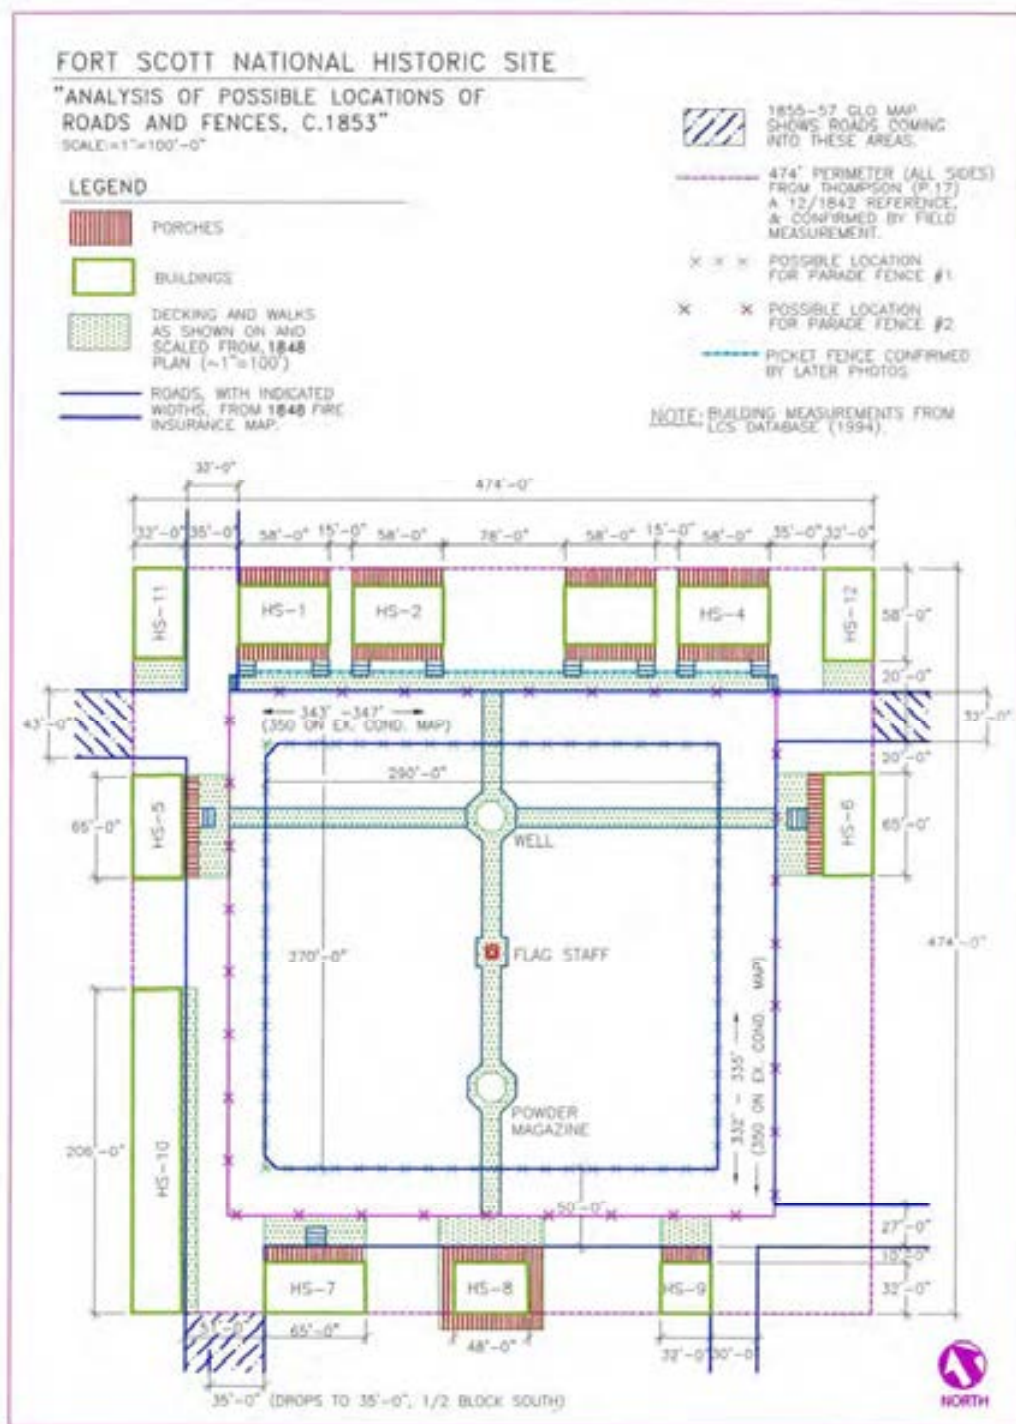 FORT SCOTT NATIONAL HISTORIC SITE
"ANALYSIS OF POSSIBLE LOCATIONS OF
ROADS AND FENCES, C.1853"
SCALE:=1"=100'-0"
LEGEND
PORCHES
BUILDINGS
DECKING AND WALKS
AS SHOWN ON AND
SCALED FROM 1848
PLAN (~1"=100')
ROADS, WITH INDICATED
WIDTHS, FROM 1848 FIRE
INSURANCE MAP.
1855-57 GLO MAP
SHOWS ROADS COMING
INTO THESE AREAS.
474' PERIMETER (ALL SIDES)
FROM THOMPSON (P.17)
A 12/1842 REFERENCE,
& CONFIRMED BY FIELD
MEASUREMENT.
POSSIBLE LOCATION
FOR PARADE FENCE #1
POSSIBLE LOCATION
FOR PARADE FENCE #2
PICKET FENCE CONFIRMED
BY LATER PHOTOS
NOTE: BUILDING MEASUREMENTS FROM
LCS DATABASE (1994).
474'-0"
32'-0" 35'-0" 58'-0" 15'-0" 58'-0" 58'-0" 15'-0" 58'-0" 35'-0" 32'-0"
HS-11
HS-1
HS-2
HS-4
HS-12
58'-0"
20'-0"
43'-0"
343' -347'
(350 ON EX. COND. MAP)
290'-0"
20'-0"
65'-0"
HS-5
WELL
HS-6
65'-0"
270'-0"
FLAG STAFF
474'-0"
332' - 335'
(350 ON EX. COND. MAP)
POWDER
MAGAZINE
206'-0"
HS-10
50'-0"
27'-0"
32'-0"
HS-7
HS-8
HS-9
65'-0"
48'-0"
32'-0" 30'-0"
35'-0" (DROPS TO 35'-0", 1/2 BLOCK SOUTH)
NORTH